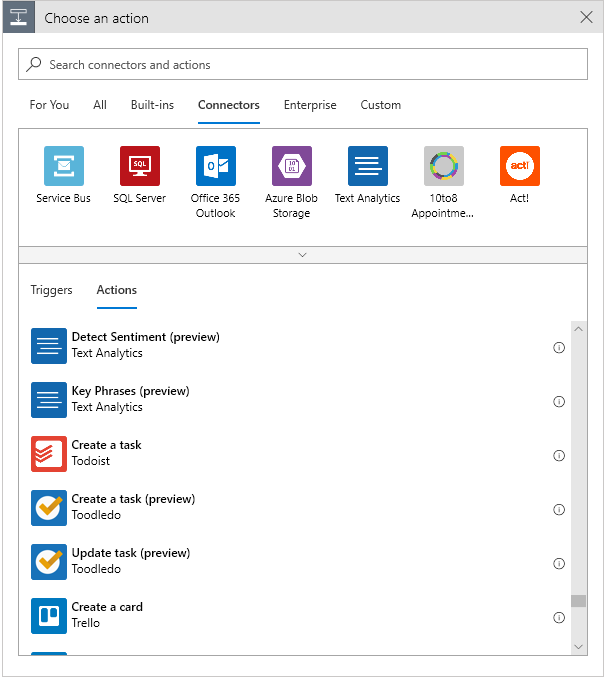 Choose an action
Search connectors and actions
For You All Built-ins Connectors Enterprise Custom
SQL 10 01 act!
Service Bus SQL Server Office 365 Outlook Azure Blob Storage Text Analytics 10to8 Appointme... Act!
Triggers Actions
Detect Sentiment (preview)
Text Analytics
Key Phrases (preview)
Text Analytics
Create a task
Todoist
Create a task (preview)
Toodledo
Update task (preview)
Toodledo
Create a card
Trello